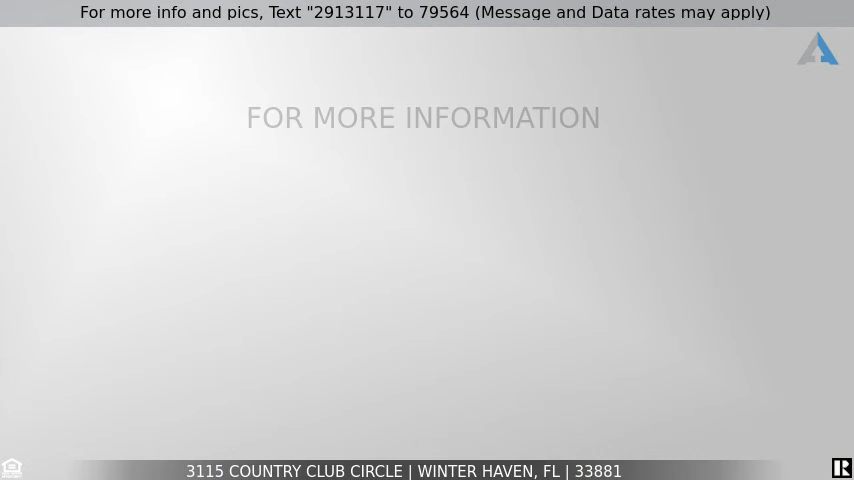 For more info and pics, Text "2913117" to 79564 (Message and Data rates may apply)
FOR MORE INFORMATION
3115 COUNTRY CLUB CIRCLE | WINTER HAVEN, FL | 33881